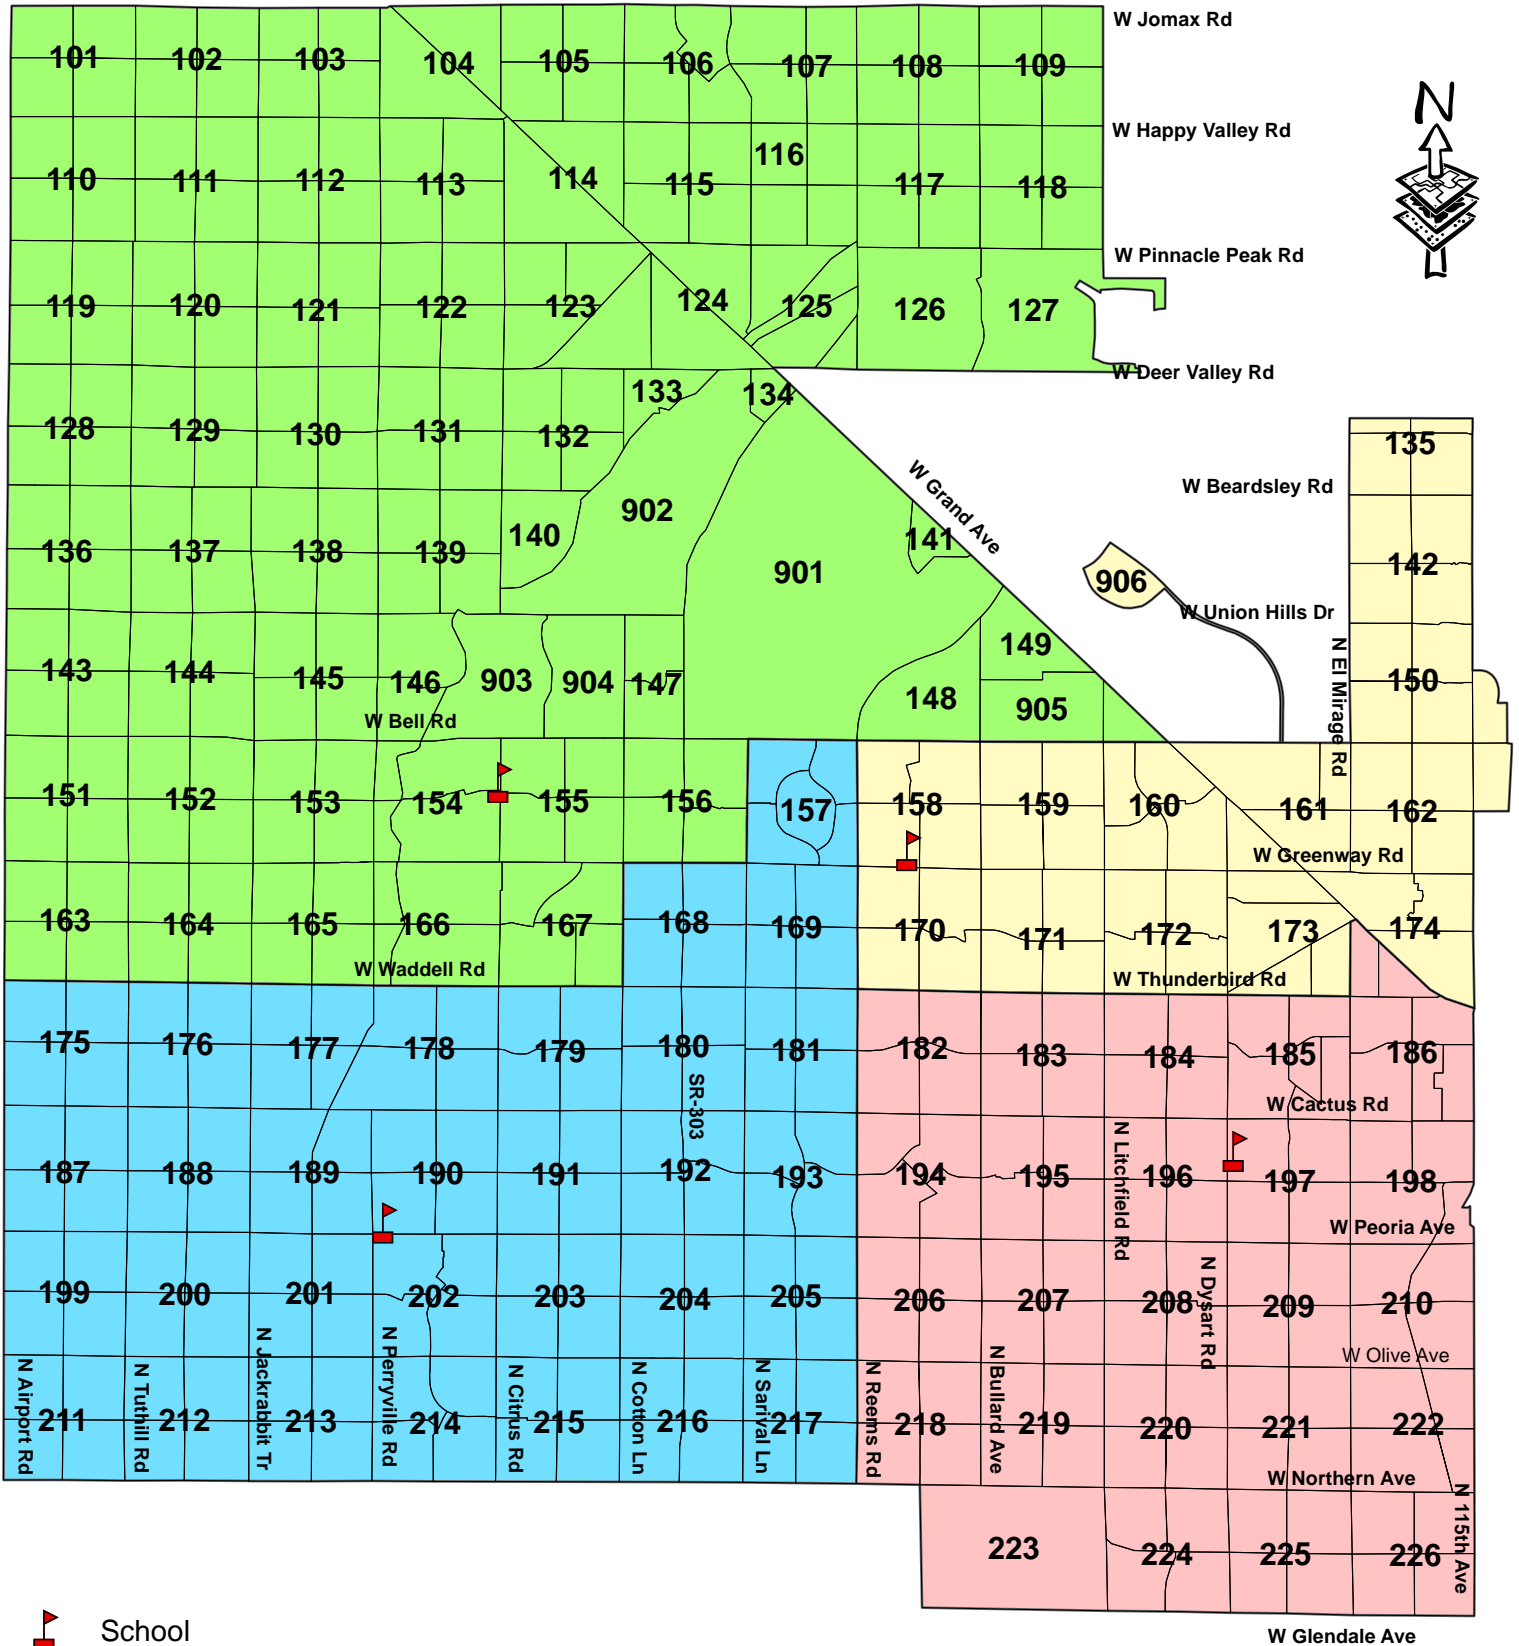 W Jomax Rd
101 102 103 104 105 106 107 108 109
N
W Happy Valley Rd
110 111 112 113 114 115 116 117 118
W Pinnacle Peak Rd
119 120 121 122 123 124 125 126 127
W Deer Valley Rd
128 129 130 131 132 133 134
135
W Grand Ave
W Beardsley Rd
136 137 138 139 140 902 901 141 142
906
W Union Hills Dr
N El Mirage Rd
143 144 145 146 903 904 147 148 149 150
905
W Bell Rd
151 152 153 154 155 156 157 158 159 160 161 162
W Greenway Rd
163 164 165 166 167 168 169 170 171 172 173 174
W Waddell Rd
W Thunderbird Rd
175 176 177 178 179 180 181 182 183 184 185 186
SR-303
W Cactus Rd
187 188 189 190 191 192 193 194 195 196 197 198
N Litchfield Rd
W Peoria Ave
199 200 201 202 203 204 205 206 207 208 209 210
N Dysart Rd
W Olive Ave
N Airport Rd
N Tuthill Rd
N Jackrabbit Tr
N Perryville Rd
N Citrus Rd
N Cotton Ln
N Sarival Ln
N Reems Rd
N Bullard Ave
211 212 213 214 215 216 217 218 219 220 221 222
W Northern Ave
N 115th Ave
223 224 225 226
School
W Glendale Ave